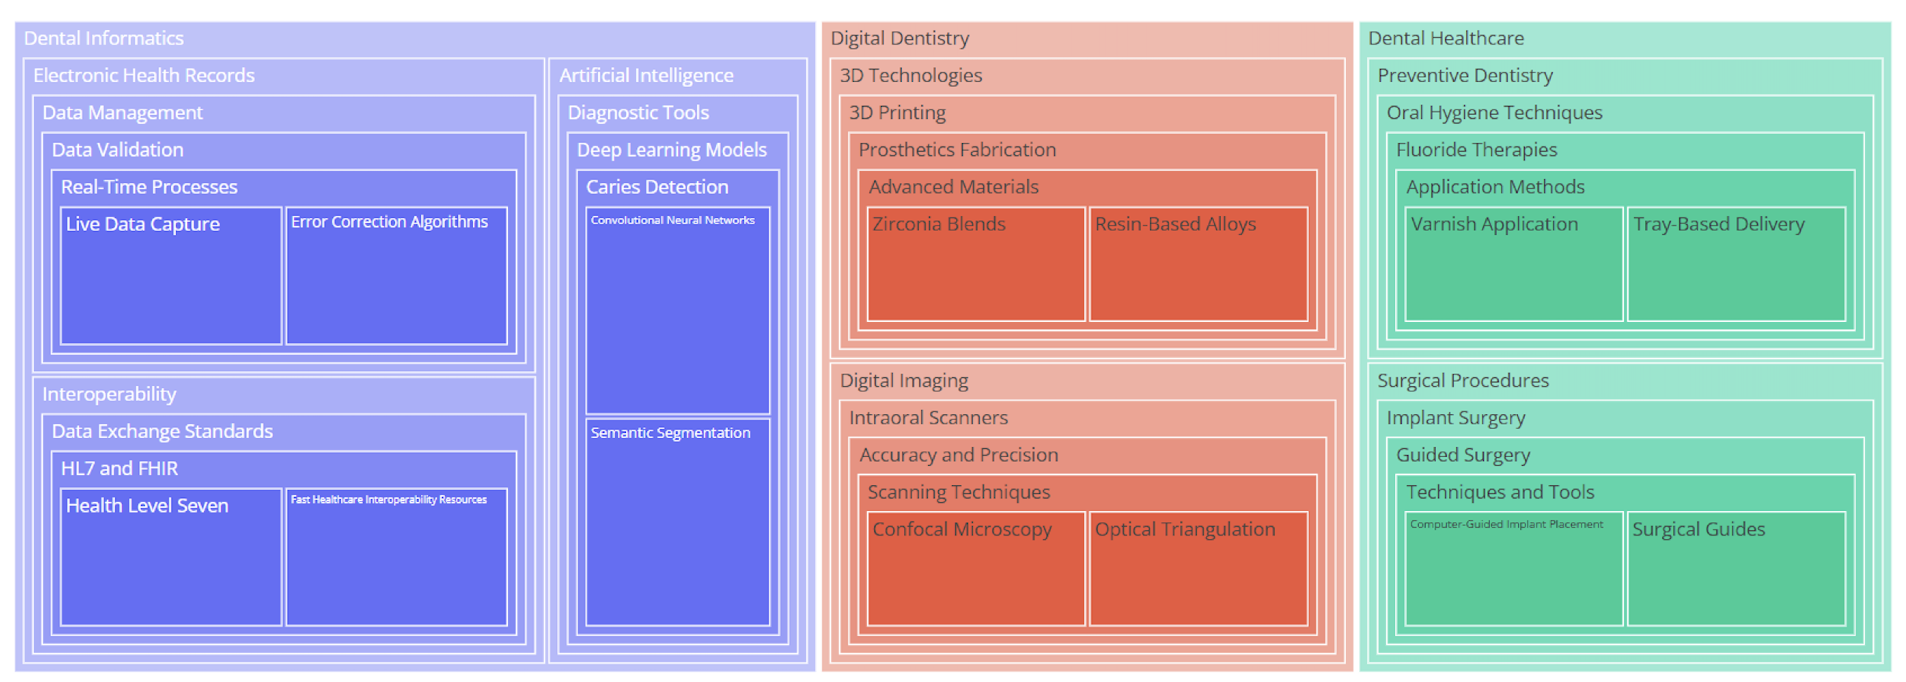 Dental Informatics
Electronic Health Records
Data Management
Data Validation
Real-Time Processes
Live Data Capture
Error Correction Algorithms
Interoperability
Data Exchange Standards
HL7 and FHIR
Health Level Seven
Fast Healthcare Interoperability Resources
Artificial Intelligence
Diagnostic Tools
Deep Learning Models
Caries Detection
Convolutional Neural Networks
Semantic Segmentation
Digital Dentistry
3D Technologies
3D Printing
Prosthetics Fabrication
Advanced Materials
Zirconia Blends
Resin-Based Alloys
Digital Imaging
Intraoral Scanners
Accuracy and Precision
Scanning Techniques
Confocal Microscopy
Optical Triangulation
Dental Healthcare
Preventive Dentistry
Oral Hygiene Techniques
Fluoride Therapies
Application Methods
Varnish Application
Tray-Based Delivery
Surgical Procedures
Implant Surgery
Guided Surgery
Techniques and Tools
Computer-Guided Implant Placement
Surgical Guides